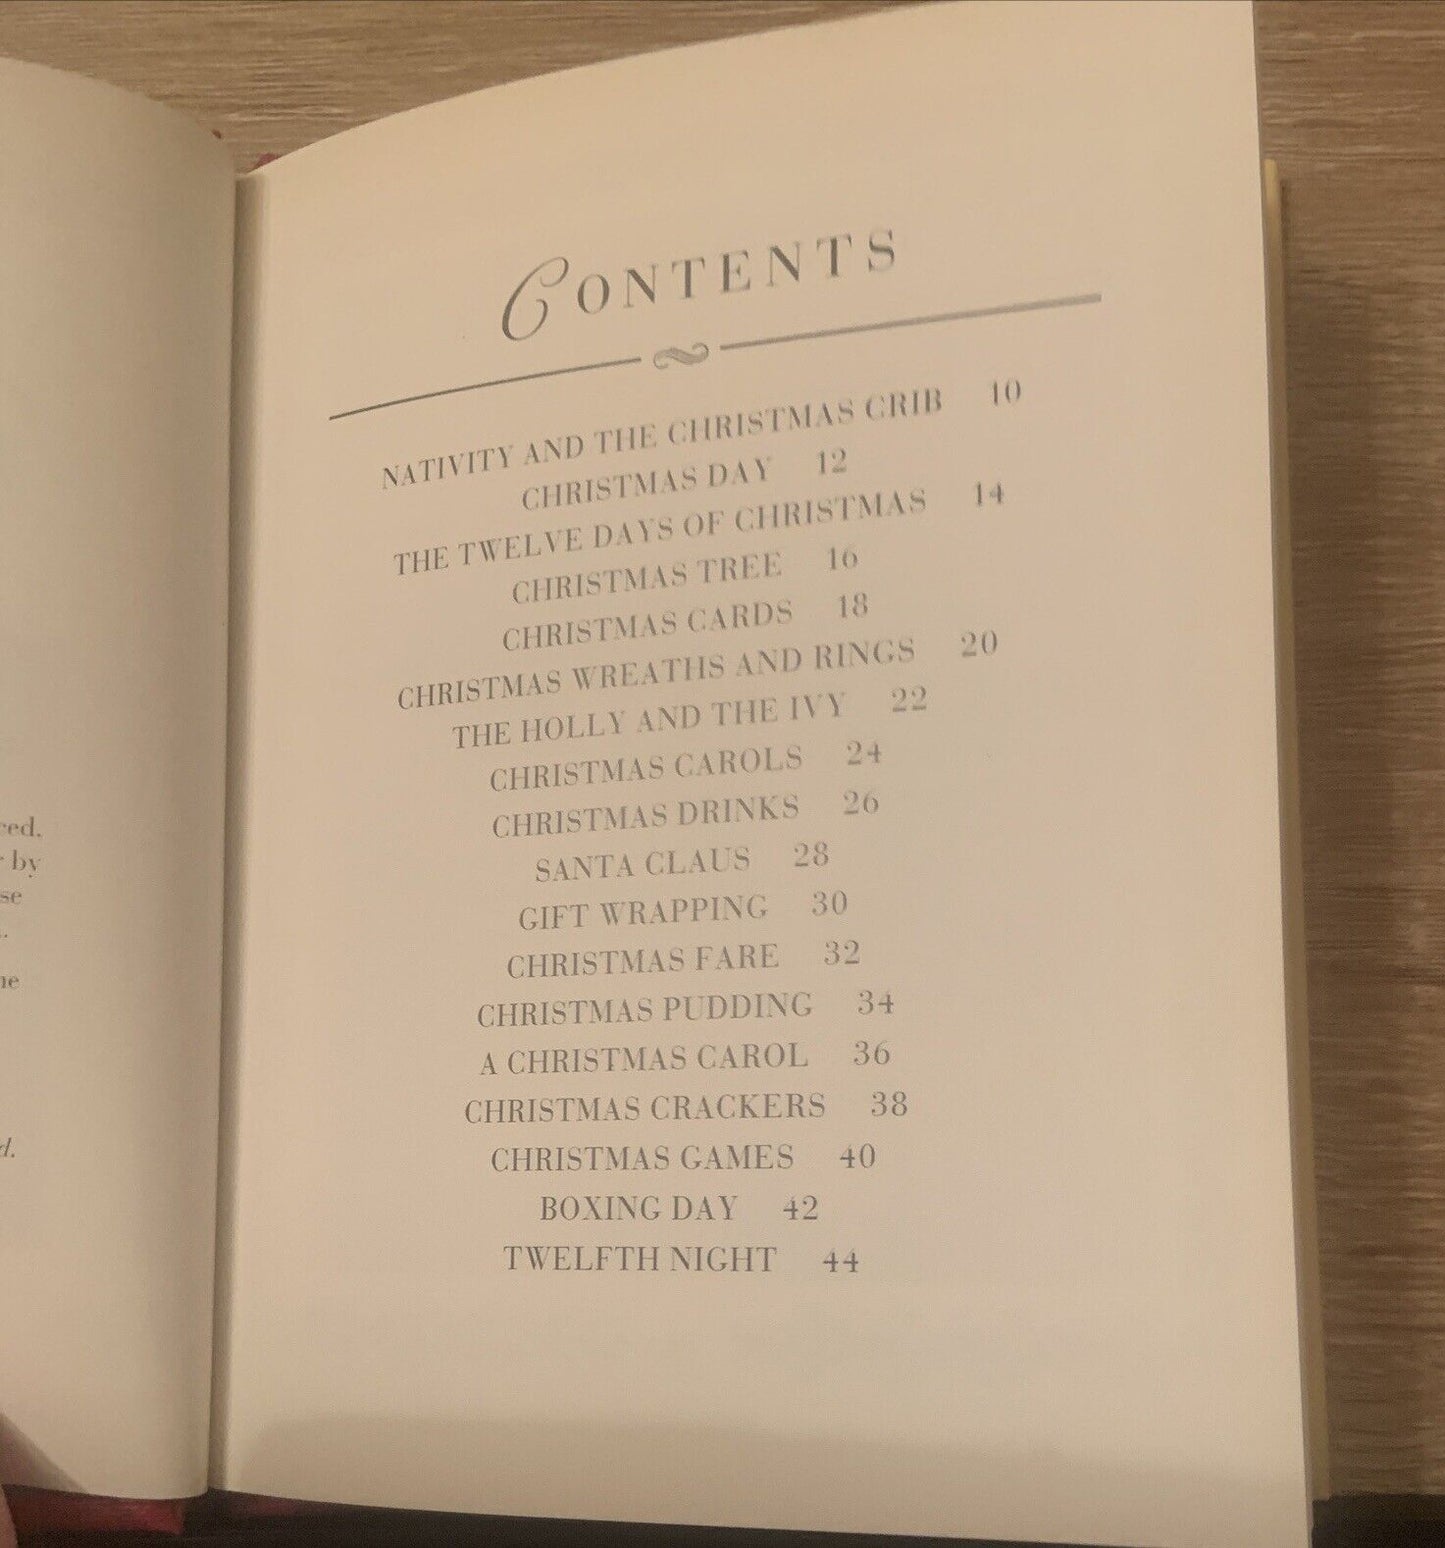 red.
by
se
d.
CONTENTS
NATIVITY AND THE CHRISTMAS CRIB 10
CHRISTMAS DAY 12
THE TWELVE DAYS OF CHRISTMAS 14
CHRISTMAS TREE 16
CHRISTMAS CARDS 18
CHRISTMAS WREATHS AND RINGS 20
THE HOLLY AND THE IVY 22
CHRISTMAS CAROLS 24
CHRISTMAS DRINKS 26
SANTA CLAUS 28
GIFT WRAPPING 30
CHRISTMAS FARE 32
CHRISTMAS PUDDING 34
A CHRISTMAS CAROL 36
CHRISTMAS CRACKERS 38
CHRISTMAS GAMES 40
BOXING DAY 42
TWELFTH NIGHT 44